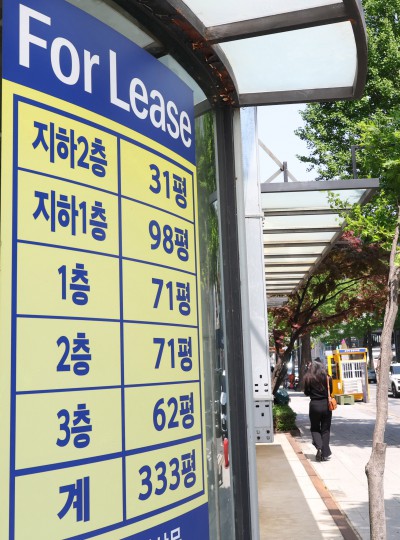 For Lease
지하2층 31평
지하1층 98평
1층 71평
2층 71평
3층 62평
계 333평